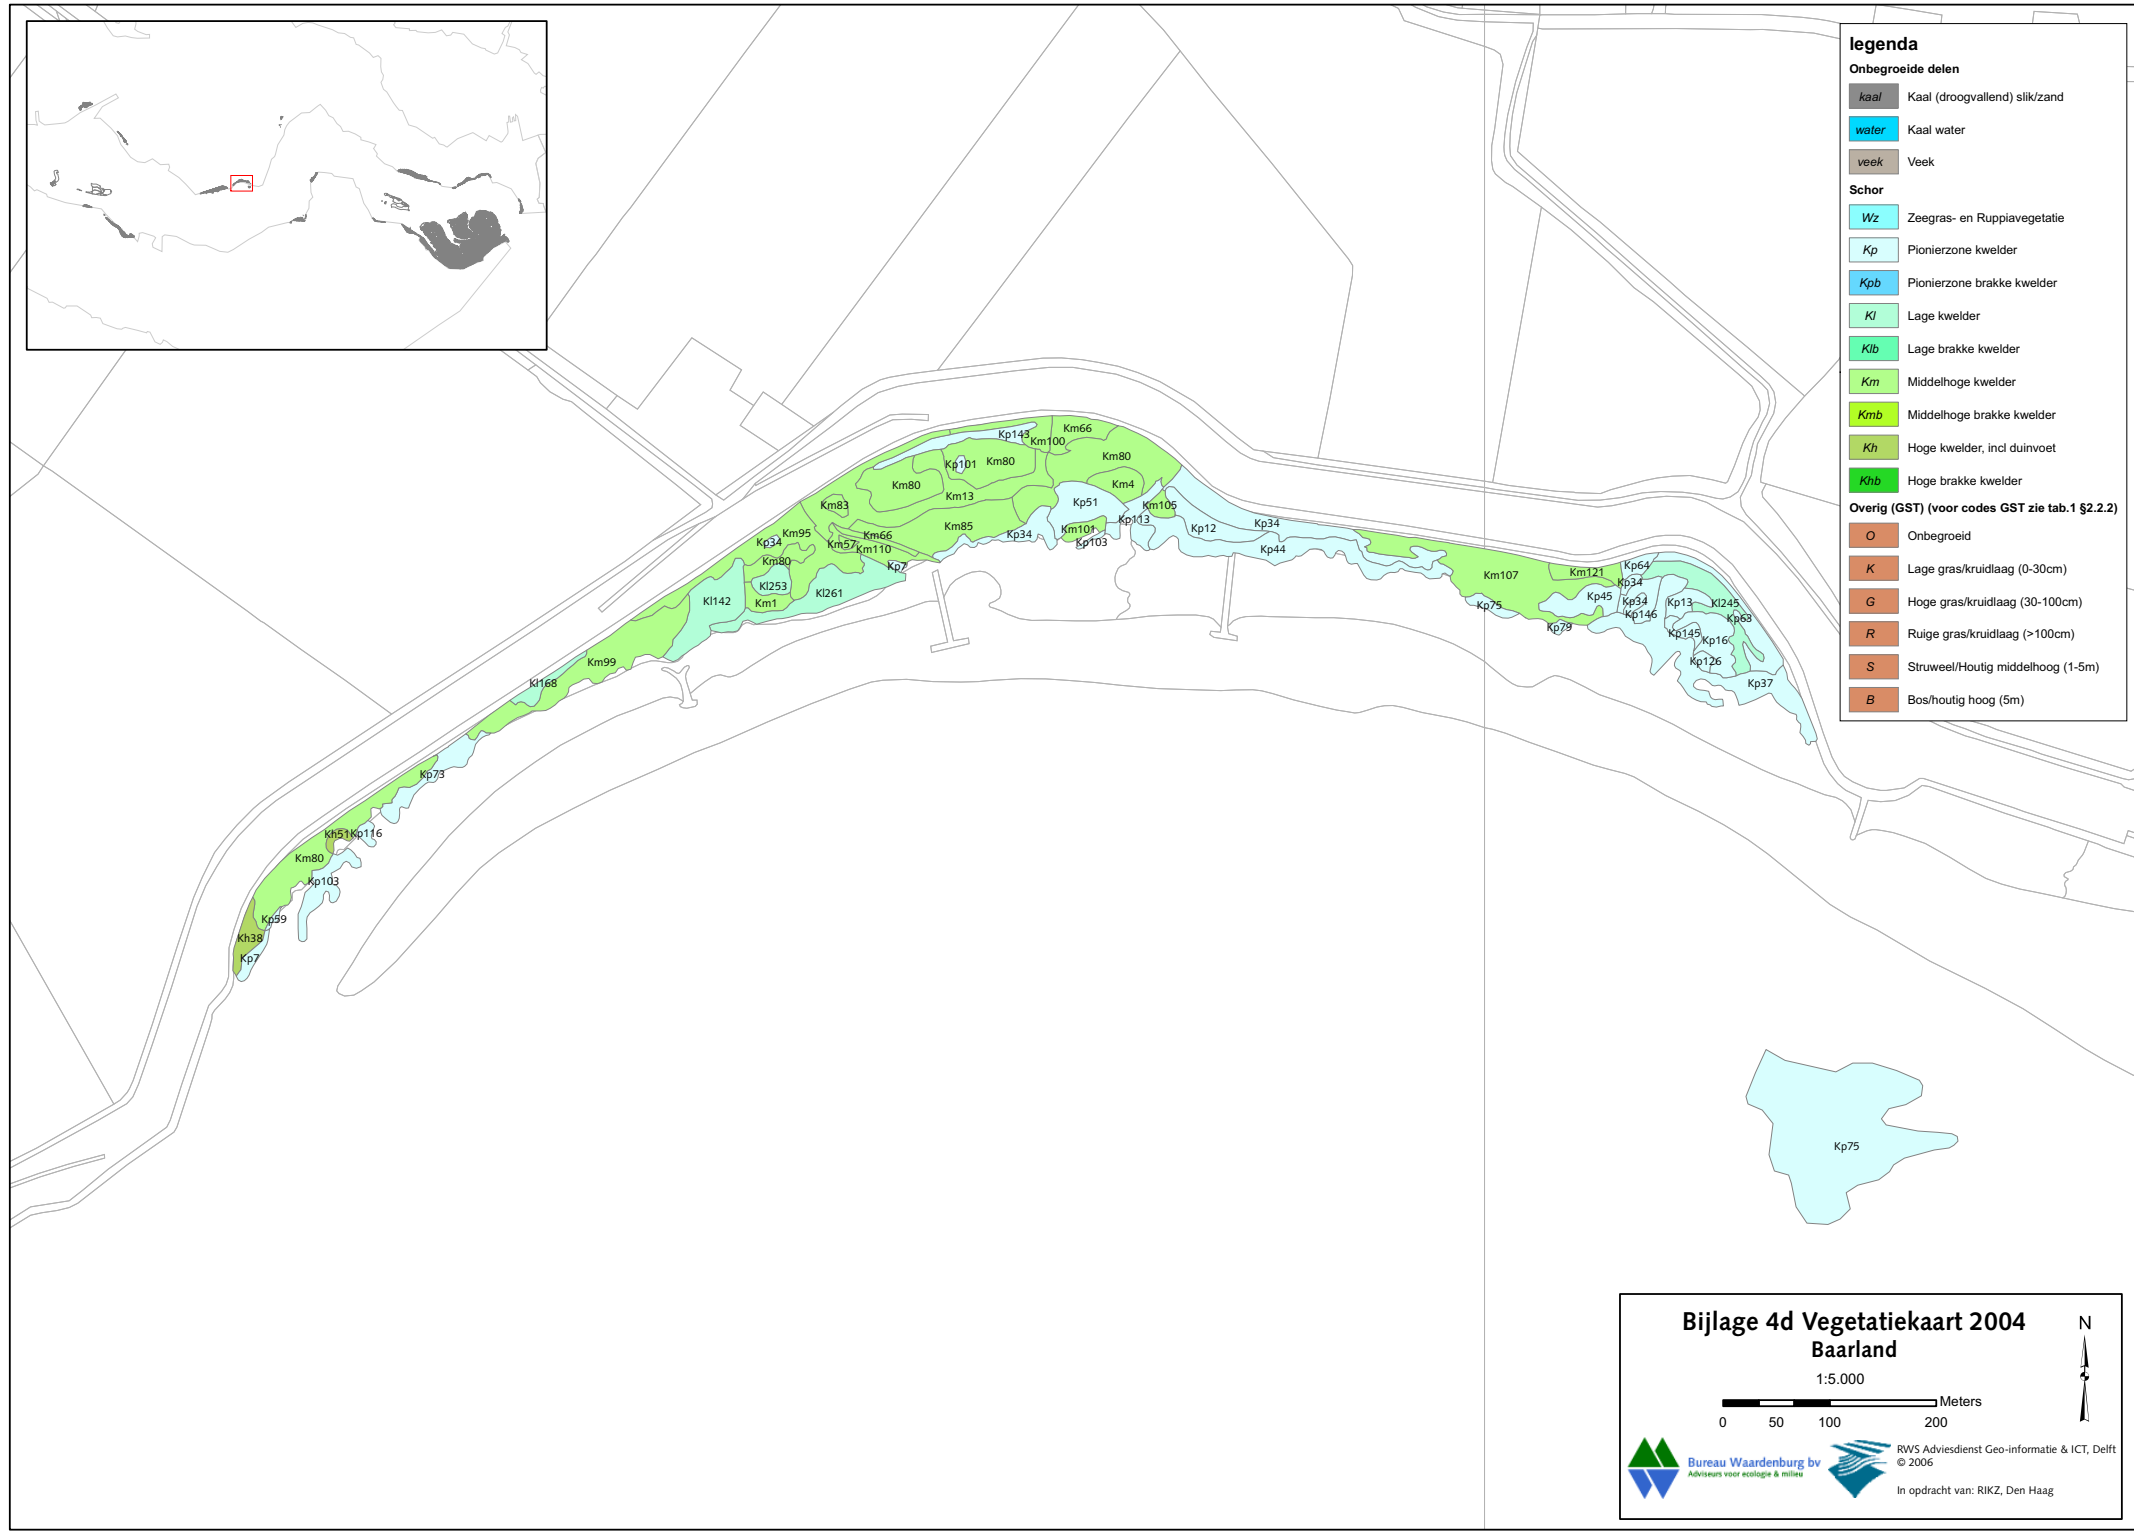 legenda
Onbegroeide delen
kaal Kaal (droogvallend) slik/zand
water Kaal water
veek Veek
Schor
Wz Zeegras- en Ruppiavegetatie
Kp Pionierzone kwelder
Kpb Pionierzone brakke kwelder
Kl Lage kwelder
Klb Lage brakke kwelder
Km Middelhoge kwelder
Kmb Middelhoge brakke kwelder
Kh Hoge kwelder, incl duinvoet
Khb Hoge brakke kwelder
Overig (GST) (voor codes GST zie tab.1 §2.2.2)
O Onbegroeid
K Lage gras/kruidlaag (0-30cm)
G Hoge gras/kruidlaag (30-100cm)
R Ruige gras/kruidlaag (>100cm)
S Struweel/Houtig middelhoog (1-5m)
B Bos/houtig hoog (5m)
Kp143
Km66
Km100
Kp101
Km80
Km80
Km80
Km4
Km13
Kp51
Km83
Km105
Kp113
Km85
Km101
Kp103
Kp34
Kp12
Kp34
Kp44
Km95
Kp34
Km66
Km57
Km110
Km80
Kp7
Kl253
Kl261
Km1
Kl142
Km99
Kl168
Km107
Km121
Kp64
Kp34
Kp45
Kp34
Kp13
Kl245
Kp75
Kp146
Kp63
Kp79
Kp145
Kp16
Kp126
Kp37
Kp73
Kh51
Kp116
Km80
Kp103
Kp59
Kh38
Kp7
Kp75
Bijlage 4d Vegetatiekaart 2004
Baarland
1:5.000
N
Meters
0 50 100 200
Bureau Waardenburg bv
Adviseurs voor ecologie & milieu
RWS Adviesdienst Geo-informatie & ICT, Delft
© 2006
In opdracht van: RIKZ, Den Haag